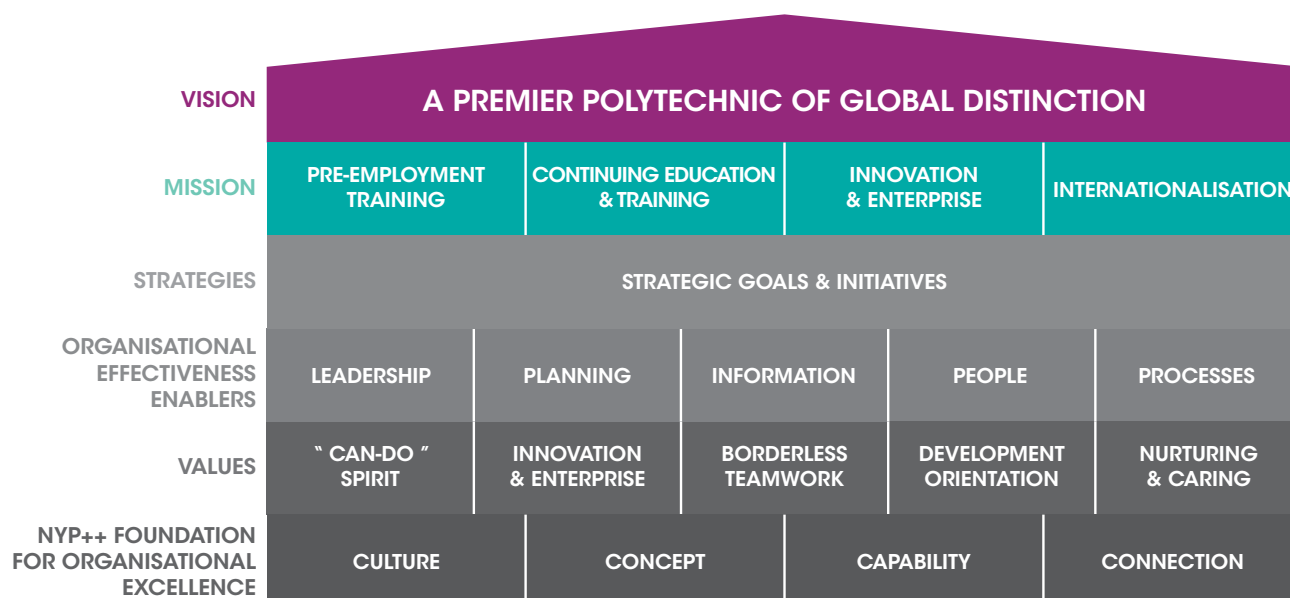 VISION
A PREMIER POLYTECHNIC OF GLOBAL DISTINCTION
MISSION
PRE-EMPLOYMENT
TRAINING
CONTINUING EDUCATION
& TRAINING
INNOVATION
& ENTERPRISE
INTERNATIONALISATION
STRATEGIES
STRATEGIC GOALS & INITIATIVES
ORGANISATIONAL
EFFECTIVENESS
ENABLERS
LEADERSHIP
PLANNING
INFORMATION
PEOPLE
PROCESSES
VALUES
“ CAN-DO ”
SPIRIT
INNOVATION
& ENTERPRISE
BORDERLESS
TEAMWORK
DEVELOPMENT
ORIENTATION
NURTURING
& CARING
NYP++ FOUNDATION
FOR ORGANISATIONAL
EXCELLENCE
CULTURE
CONCEPT
CAPABILITY
CONNECTION